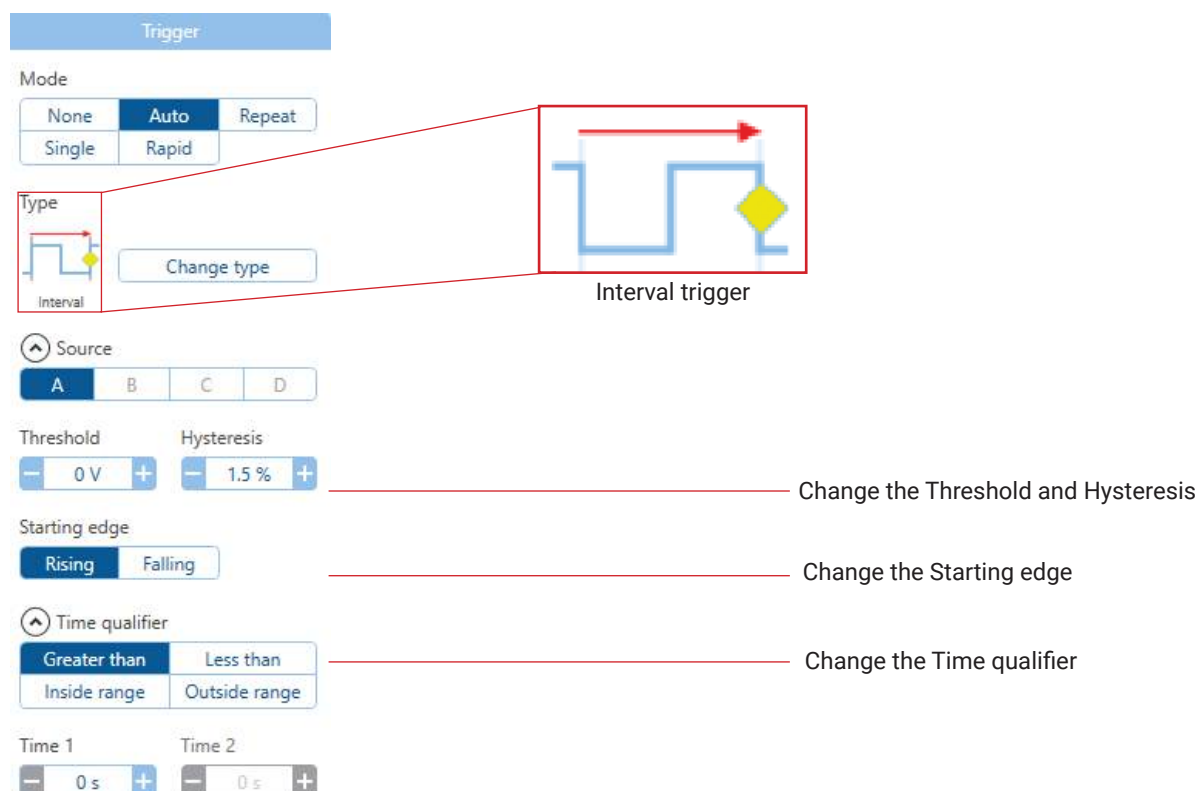 Trigger
Mode
None Auto Repeat
Single Rapid
Type
Change type
Interval
Interval trigger
Source
A B C D
Threshold Hysteresis
0 V 1.5 %
Change the Threshold and Hysteresis
Starting edge
Rising Falling
Change the Starting edge
Time qualifier
Greater than Less than
Change the Time qualifier
Inside range Outside range
Time 1 Time 2
0 s 0 s